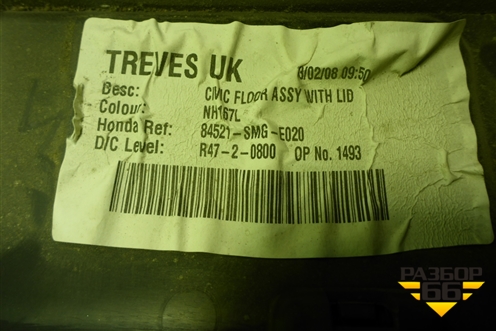 TREVES UK 8/02/08 09:50
Desc: CIVIC FLOOR ASSY WITH LID
Colour: NH167L
Honda Ref: 84521-SMG-E020
D/C Level: R47-2-0800 OP No. 1493
РАЗБОР
66